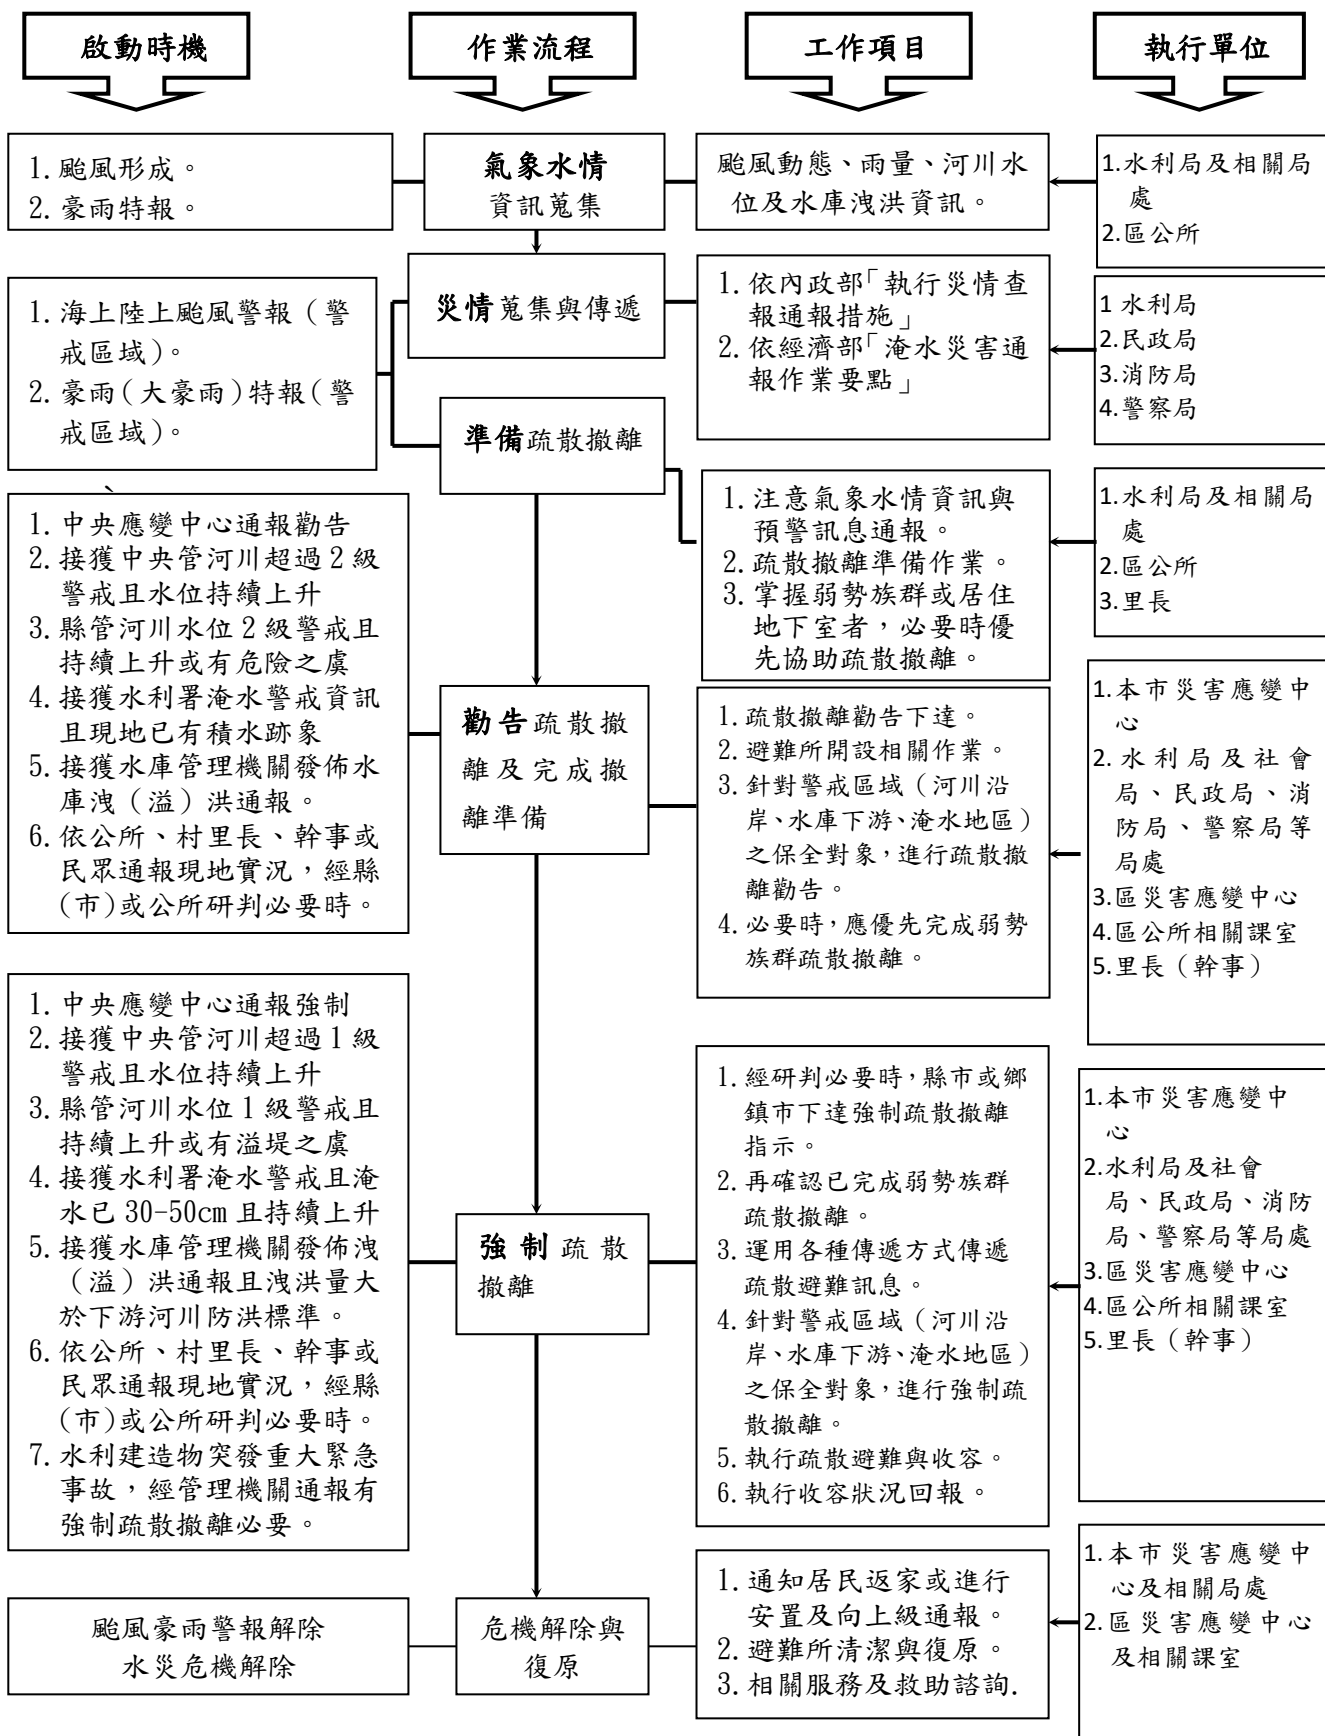 啟動時機
作業流程
工作項目
執行單位
1. 颱風形成。
2. 豪雨特報。
氣象水情
資訊蒐集
颱風動態、雨量、河川水
位及水庫洩洪資訊。
1.水利局及相關局
處
2.區公所
1. 海上陸上颱風警報（警
戒區域）。
2. 豪雨（大豪雨）特報（警
戒區域）。
災情蒐集與傳遞
1. 依內政部「執行災情查
報通報措施」
2. 依經濟部「淹水災害通
報作業要點」
1 水利局
2.民政局
3.消防局
4.警察局
準備疏散撤離
1. 注意氣象水情資訊與
預警訊息通報。
2. 疏散撤離準備作業。
3. 掌握弱勢族群或居住
地下室者，必要時優
先協助疏散撤離。
1.水利局及相關局
處
2.區公所
3.里長
、
1. 中央應變中心通報勸告
2. 接獲中央管河川超過 2 級
警戒且水位持續上升
3. 縣管河川水位 2 級警戒且
持續上升或有危險之虞
4. 接獲水利署淹水警戒資訊
且現地已有積水跡象
5. 接獲水庫管理機關發佈水
庫洩（溢）洪通報。
6. 依公所、村里長、幹事或
民眾通報現地實況，經縣
(市)或公所研判必要時。
勸告疏散撤
離及完成撤
離準備
1. 疏散撤離勸告下達。
2. 避難所開設相關作業。
3. 針對警戒區域（河川沿
岸、水庫下游、淹水地區）
之保全對象，進行疏散撤
離勸告。
4. 必要時，應優先完成弱勢
族群疏散撤離。
1.本市災害應變中
心
2. 水利局及社會
局、民政局、消
防局、警察局等
局處
3.區災害應變中心
4.區公所相關課室
5.里長（幹事）
1. 中央應變中心通報強制
2. 接獲中央管河川超過 1 級
警戒且水位持續上升
3. 縣管河川水位 1 級警戒且
持續上升或有溢堤之虞
4. 接獲水利署淹水警戒且淹
水已 30-50cm 且持續上升
5. 接獲水庫管理機關發佈洩
（溢）洪通報且洩洪量大
於下游河川防洪標準。
6. 依公所、村里長、幹事或
民眾通報現地實況，經縣
(市)或公所研判必要時。
7. 水利建造物突發重大緊急
事故，經管理機關通報有
強制疏散撤離必要。
強制疏散
撤離
1. 經研判必要時，縣市或鄉
鎮市下達強制疏散撤離
指示。
2. 再確認已完成弱勢族群
疏散撤離。
3. 運用各種傳遞方式傳遞
疏散避難訊息。
4. 針對警戒區域（河川沿
岸、水庫下游、淹水地區）
之保全對象，進行強制疏
散撤離。
5. 執行疏散避難與收容。
6. 執行收容狀況回報。
1.本市災害應變中
心
2.水利局及社會
局、民政局、消防
局、警察局等局處
3.區災害應變中心
4.區公所相關課室
5.里長（幹事）
颱風豪雨警報解除
水災危機解除
危機解除與
復原
1. 通知居民返家或進行
安置及向上級通報。
2. 避難所清潔與復原。
3. 相關服務及救助諮詢.
1.本市災害應變中
心及相關局處
2. 區災害應變中心
及相關課室